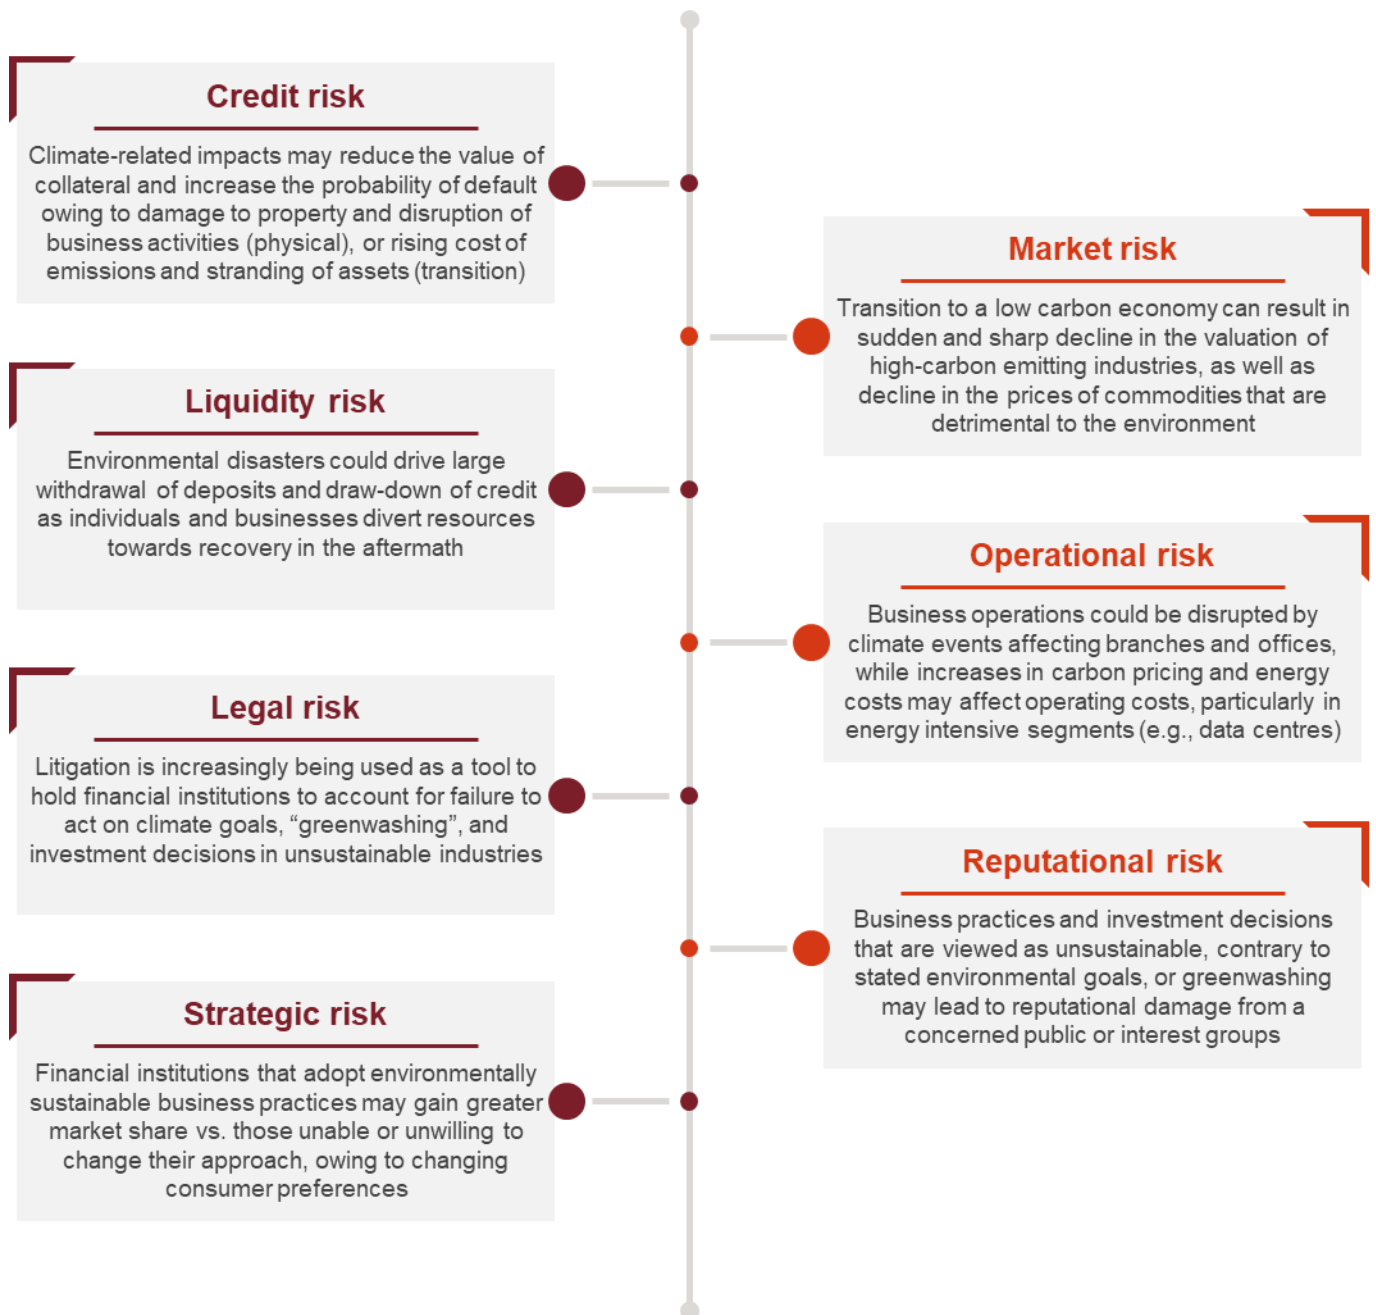 Credit risk
Climate-related impacts may reduce the value of
collateral and increase the probability of default
owing to damage to property and disruption of
business activities (physical), or rising cost of
emissions and stranding of assets (transition)
Market risk
Transition to a low carbon economy can result in
sudden and sharp decline in the valuation of
high-carbon emitting industries, as well as
decline in the prices of commodities that are
detrimental to the environment
Liquidity risk
Environmental disasters could drive large
withdrawal of deposits and draw-down of credit
as individuals and businesses divert resources
towards recovery in the aftermath
Operational risk
Business operations could be disrupted by
climate events affecting branches and offices,
while increases in carbon pricing and energy
costs may affect operating costs, particularly in
energy intensive segments (e.g., data centres)
Legal risk
Litigation is increasingly being used as a tool to
hold financial institutions to account for failure to
act on climate goals, “greenwashing”, and
investment decisions in unsustainable industries
Reputational risk
Business practices and investment decisions
that are viewed as unsustainable, contrary to
stated environmental goals, or greenwashing
may lead to reputational damage from a
concerned public or interest groups
Strategic risk
Financial institutions that adopt environmentally
sustainable business practices may gain greater
market share vs. those unable or unwilling to
change their approach, owing to changing
consumer preferences